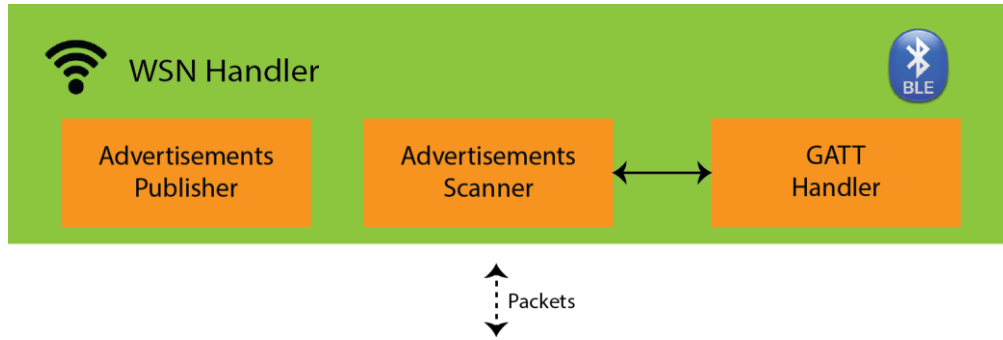 WSN Handler
BLE
Advertisements
Publisher
Advertisements
Scanner
GATT
Handler
Packets